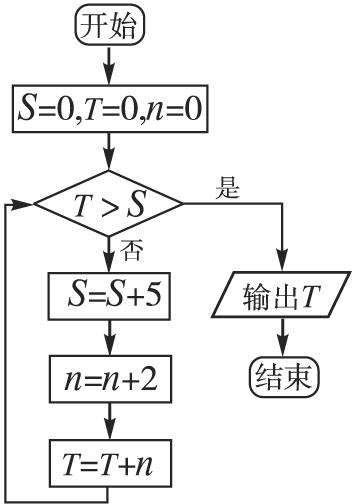 开始
S=0,T=0,n=0
T > S
是
否
S=S+5
输出T
n=n+2
结束
T=T+n